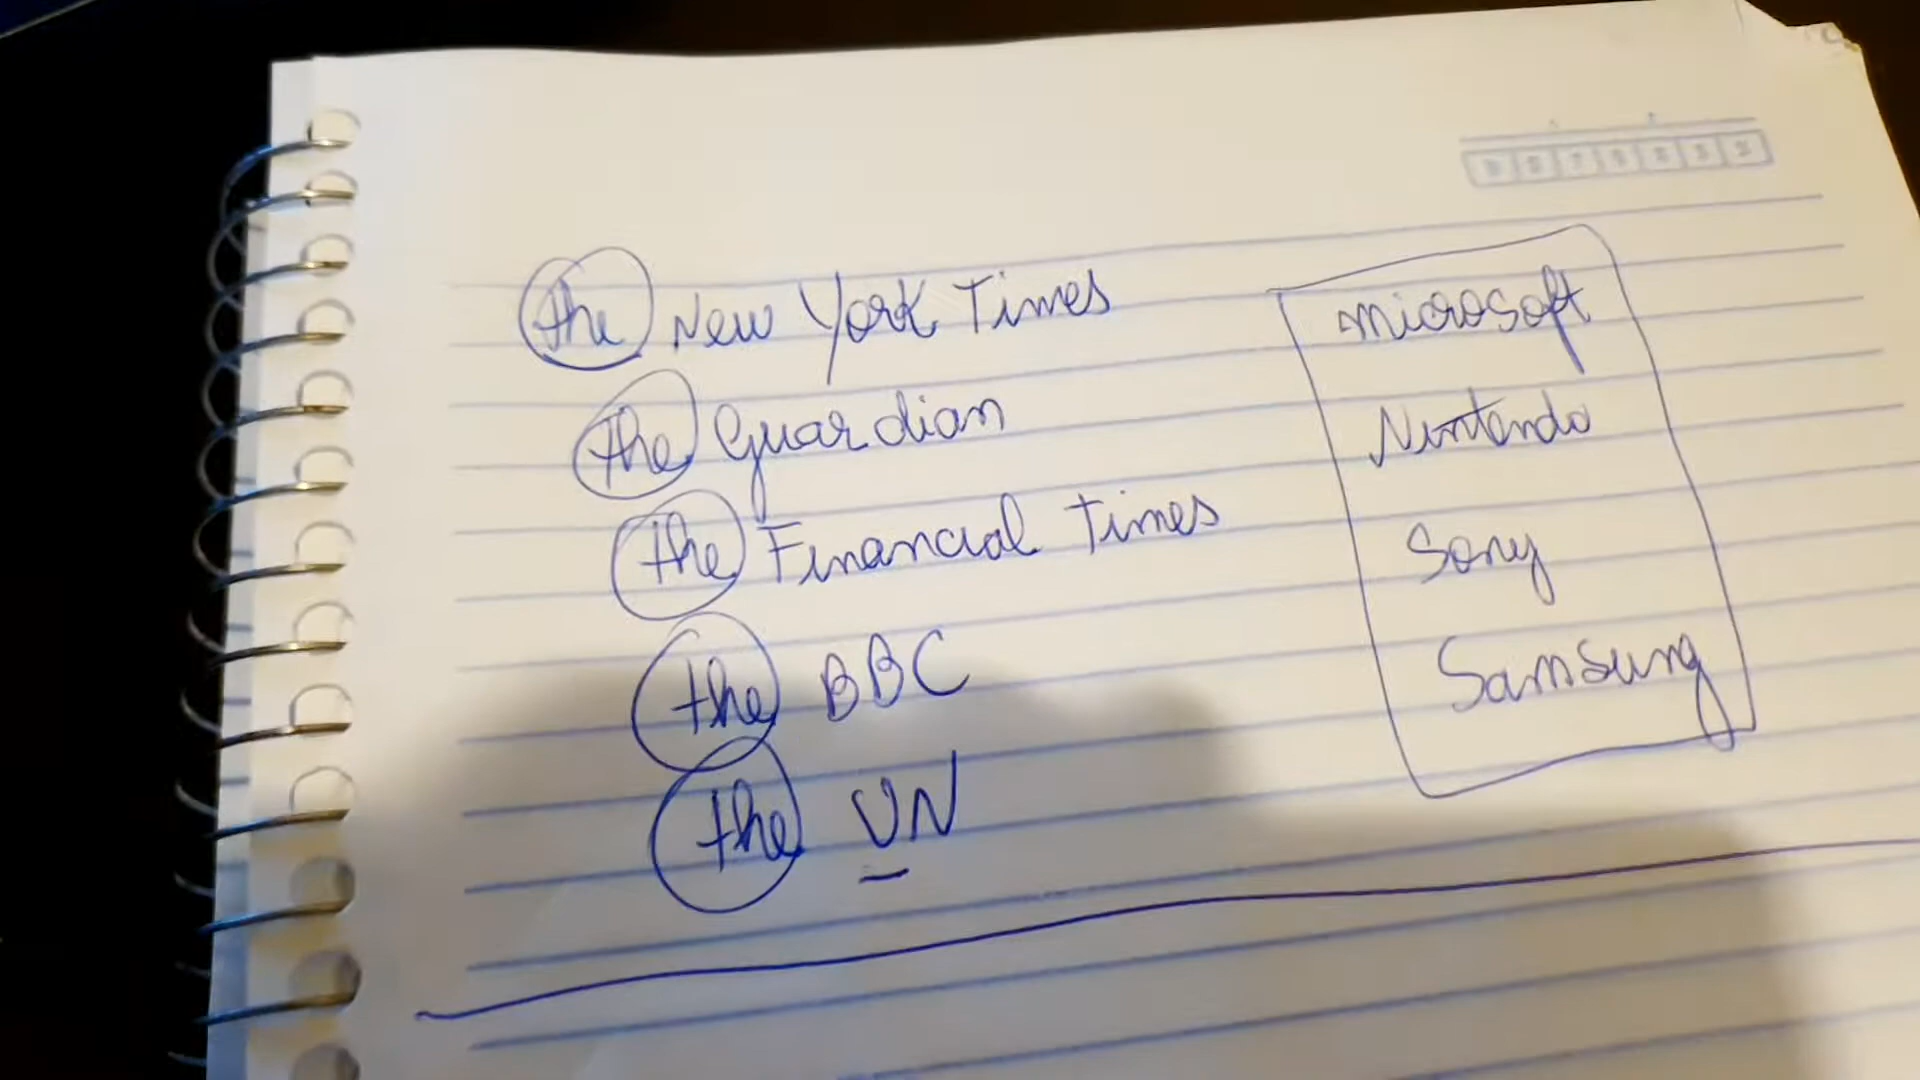 the New York Times
the Guardian
the Financial Times
the BBC
the UN
microsoft
Nintendo
Sony
Samsung